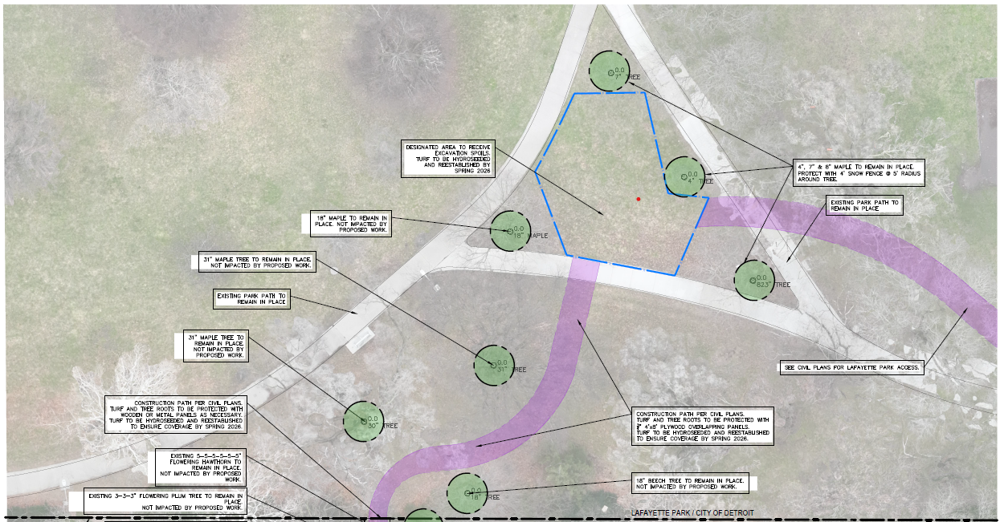 0.0
7" TREE
DESIGNATED AREA TO RECEIVE
EXCAVATION SPOILS.
TURF TO BE HYDROSEEDED
AND REESTABLISHED BY
SPRING 2026
0.0
4" TREE
4", 7" & 8" MAPLE TO REMAIN IN PLACE.
PROTECT WITH 4' SNOW FENCE @ 5' RADIUS
AROUND TREE.
EXISTING PARK PATH TO
REMAIN IN PLACE
18" MAPLE TO REMAIN IN
PLACE. NOT IMPACTED BY
PROPOSED WORK.
0.0
18" MAPLE
31" MAPLE TREE TO REMAIN IN PLACE.
NOT IMPACTED BY PROPOSED WORK.
0.0
823" TREE
EXISTING PARK PATH TO
REMAIN IN PLACE
31" MAPLE TREE TO
REMAIN IN PLACE.
NOT IMPACTED BY
PROPOSED WORK.
0.0
31" TREE
SEE CIVIL PLANS FOR LAFAYETTE PARK ACCESS.
CONSTRUCTION PATH PER CIVIL PLANS.
TURF AND TREE ROOTS TO BE PROTECTED WITH
WOODEN OR METAL PANELS AS NECESSARY.
TURF TO BE HYDROSEEDED AND REESTABLISHED
TO ENSURE COVERAGE BY SPRING 2026.
0.0
30" TREE
CONSTRUCTION PATH PER CIVIL PLANS.
TURF AND TREE ROOTS TO BE PROTECTED WITH
4'x8' PLYWOOD OVERLAPPING PANELS.
TURF TO BE HYDROSEEDED AND REESTABLISHED
TO ENSURE COVERAGE BY SPRING 2026.
EXISTING 5-5-5-5-5-5"
FLOWERING HAWTHORN TO
REMAIN IN PLACE.
NOT IMPACTED BY PROPOSED
WORK.
EXISTING 3-3-3" FLOWERING PLUM TREE TO REMAIN IN
PLACE.
NOT IMPACTED BY PROPOSED WORK.
0.0
18" TREE
18" BEECH TREE TO REMAIN IN PLACE.
NOT IMPACTED BY PROPOSED WORK.
LAFAYETTE PARK / CITY OF DETROIT